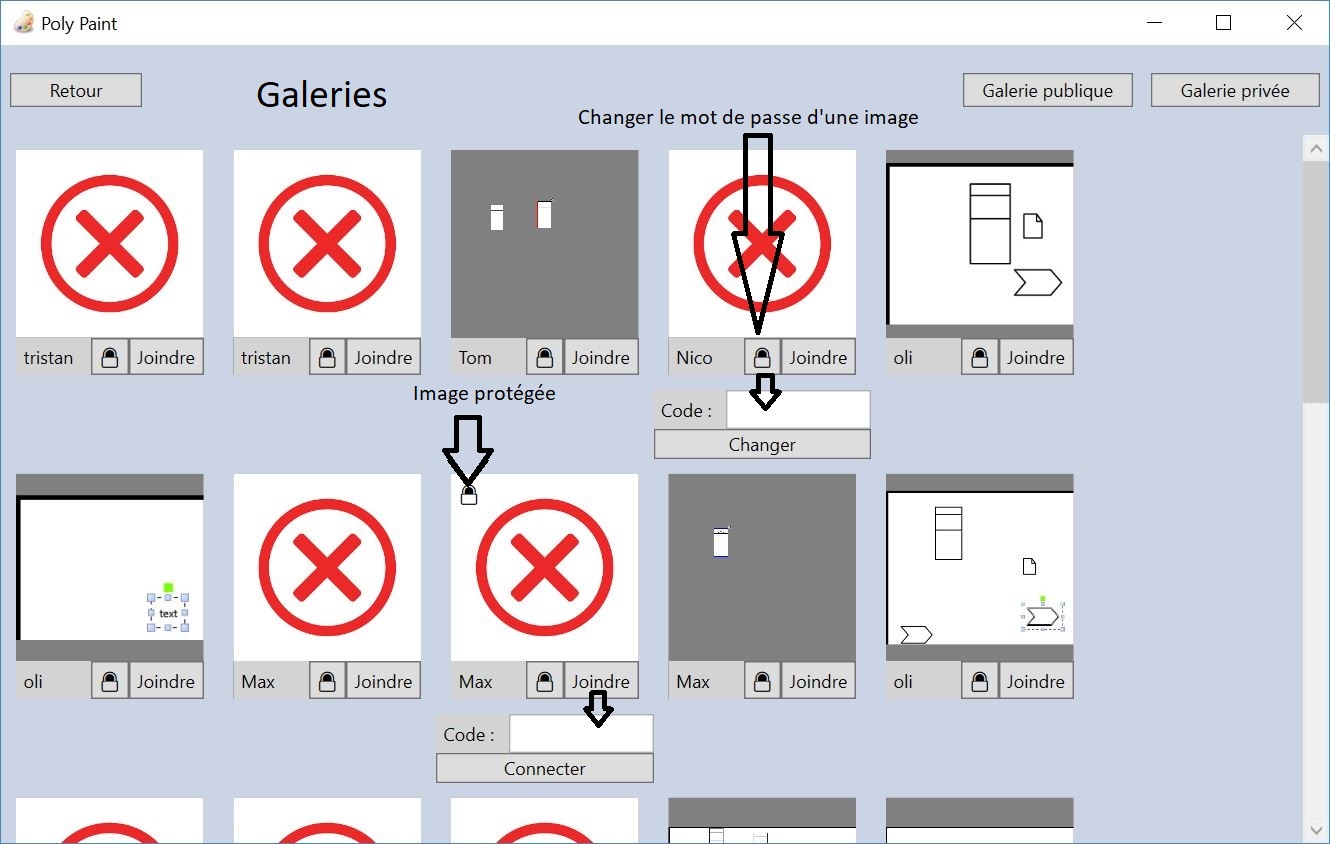 Poly Paint
Retour
Galeries
Galerie publique
Galerie privée
Changer le mot de passe d'une image
tristan
Joindre
tristan
Joindre
Tom
Joindre
Nico
Joindre
oli
Joindre
Image protégée
Code :
Changer
text
oli
Joindre
Max
Joindre
Max
Joindre
Max
Joindre
oli
Joindre
Code :
Connecter